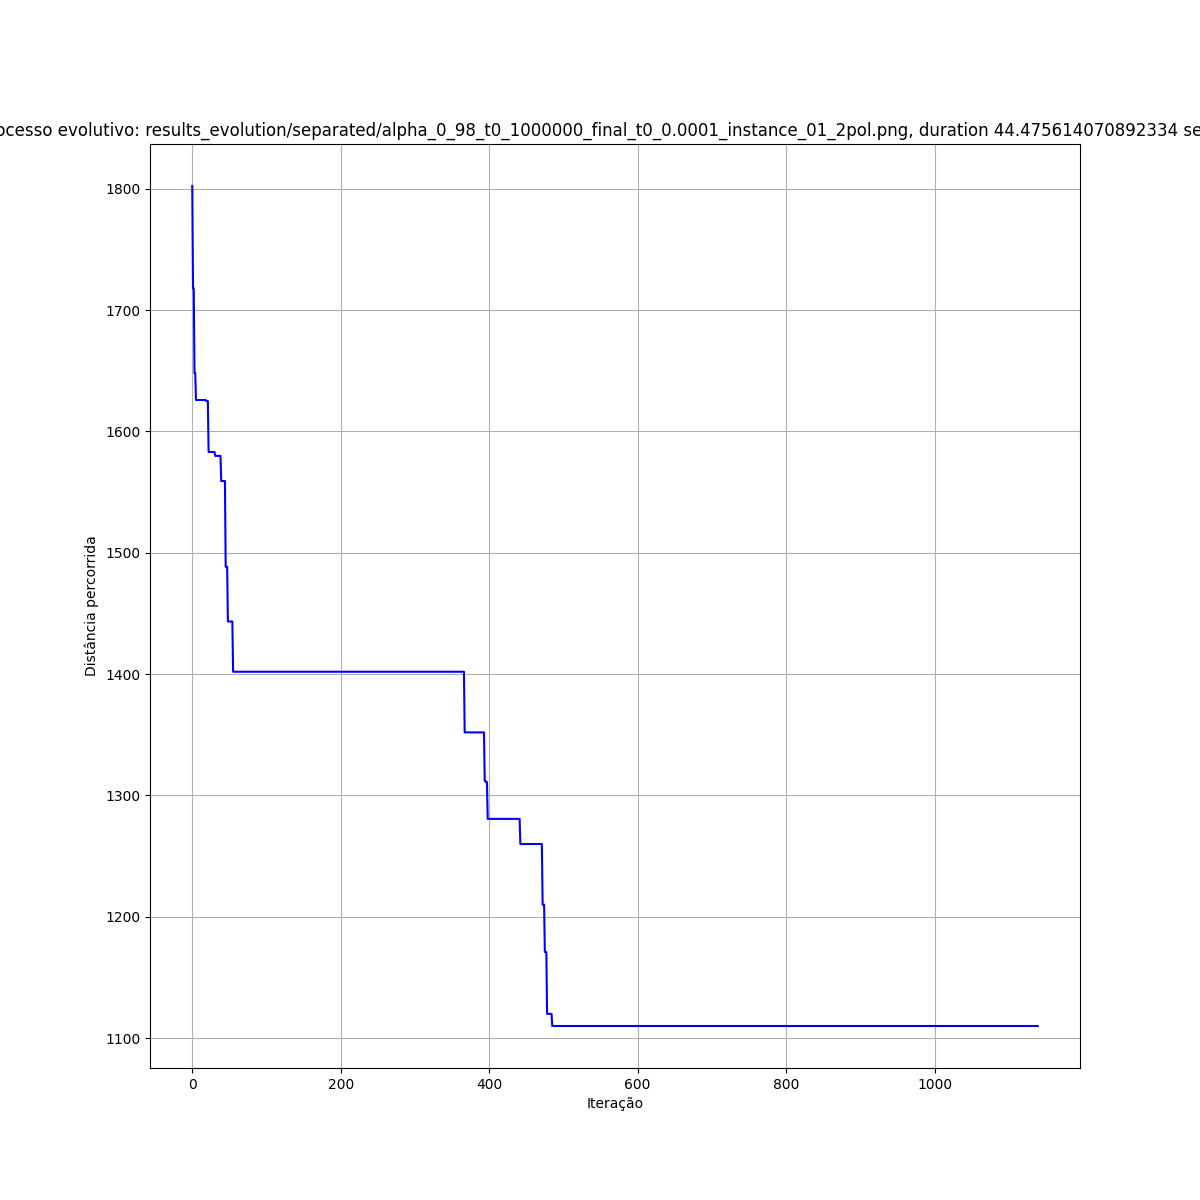 ocesso evolutivo: results_evolution/separated/alpha_0_98_t0_1000000_final_t0_0.0001_instance_01_2pol.png, duration 44.475614070892334 se
1800
1700
1600
1500
1400
1300
1200
1100
Distância percorrida
0 200 400 600 800 1000
Iteração